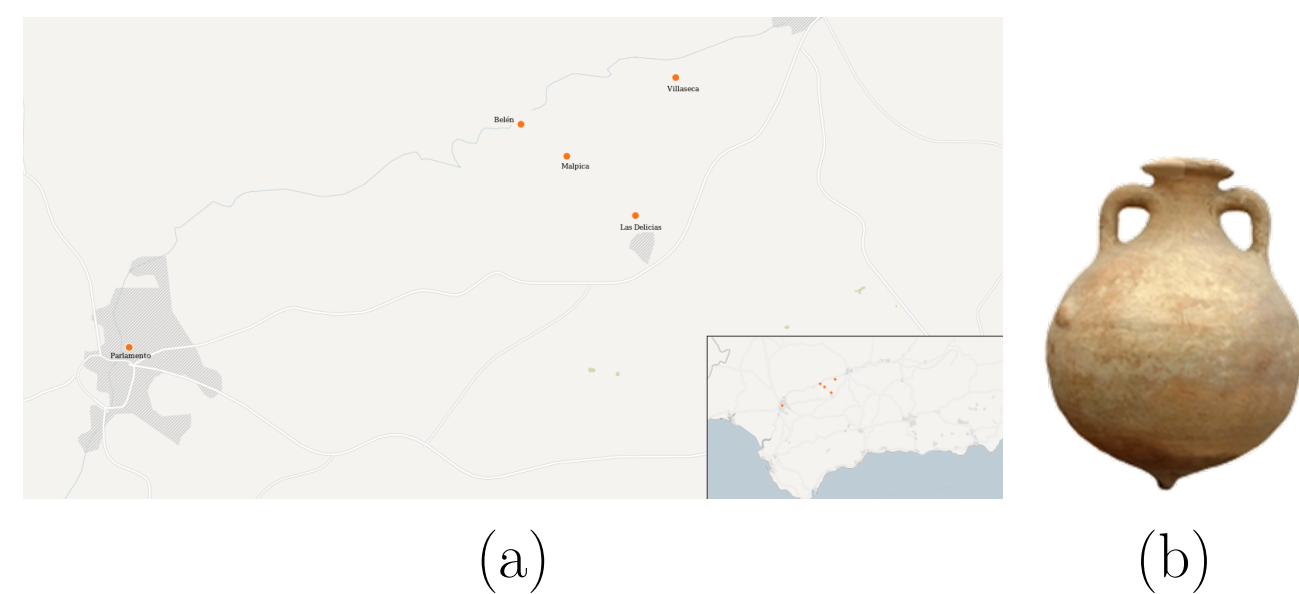 Villaseca
Belén
Malpica
Las Delicias
Parlamento
(a)
(b)